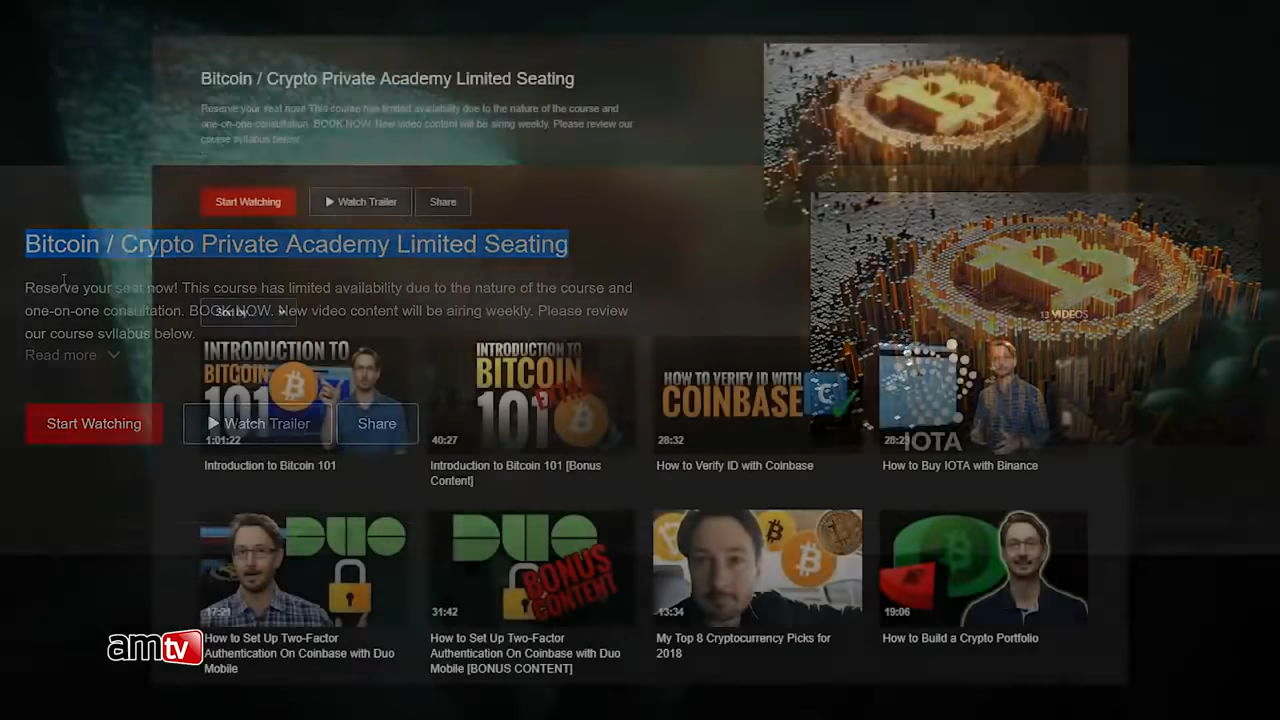 Bitcoin / Crypto Private Academy Limited Seating
Reserve your seat now! This course has limited availability due to the nature of the course and
one-on-one consultation. BOOK NOW. New video content will be airing weekly. Please review our
course syllabus below.
Start Watching
Watch Trailer
Share
Bitcoin / Crypto Private Academy Limited Seating
Reserve your seat now! This course has limited availability due to the nature of the course and
one-on-one consultation. BOOK NOW. New video content will be airing weekly. Please review
our course syllabus below.
Read more
Sort by
13 VIDEOS
Start Watching
Watch Trailer
Share
INTRODUCTION TO
BITCOIN
101
1:01:22
Introduction to Bitcoin 101
INTRODUCTION TO
BITCOIN
101
40:27
Introduction to Bitcoin 101 [Bonus
Content]
HOW TO VERIFY ID WITH
COINBASE
28:32
How to Verify ID with Coinbase
IOTA
28:23
How to Buy IOTA with Binance
DUO
17:21
How to Set Up Two-Factor
Authentication On Coinbase with Duo
Mobile
DUO
BONUS
CONTENT
31:42
How to Set Up Two-Factor
Authentication On Coinbase with Duo
Mobile [BONUS CONTENT]
13:34
My Top 8 Cryptocurrency Picks for
2018
19:06
How to Build a Crypto Portfolio
amtv